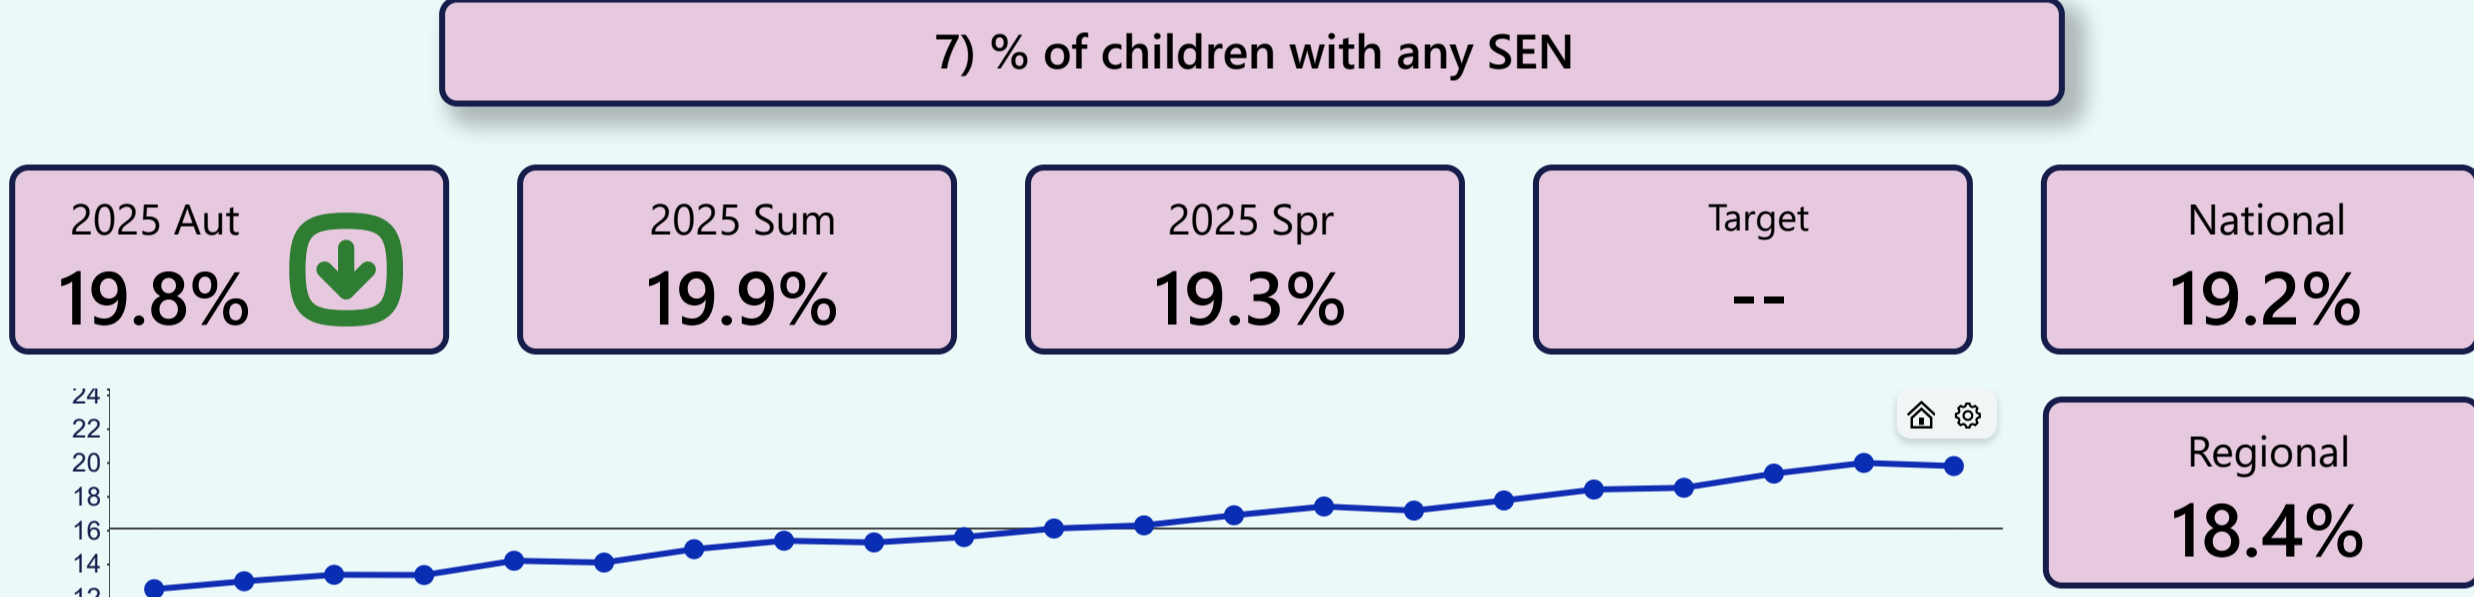 7) % of children with any SEN
2025 Aut
19.8%
2025 Sum
19.9%
2025 Spr
19.3%
Target
--
National
19.2%
24
22
20
18
16
14
12
Regional
18.4%